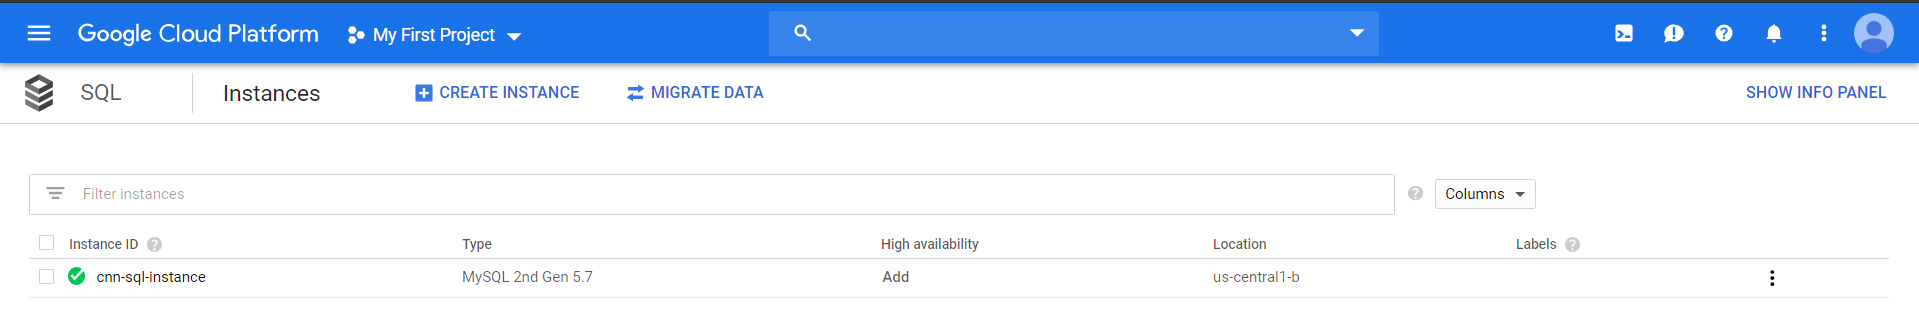 Google Cloud Platform My First Project
SQL Instances CREATE INSTANCE MIGRATE DATA SHOW INFO PANEL
Filter instances Columns
Instance ID Type High availability Location Labels
cnn-sql-instance MySQL 2nd Gen 5.7 Add us-central1-b